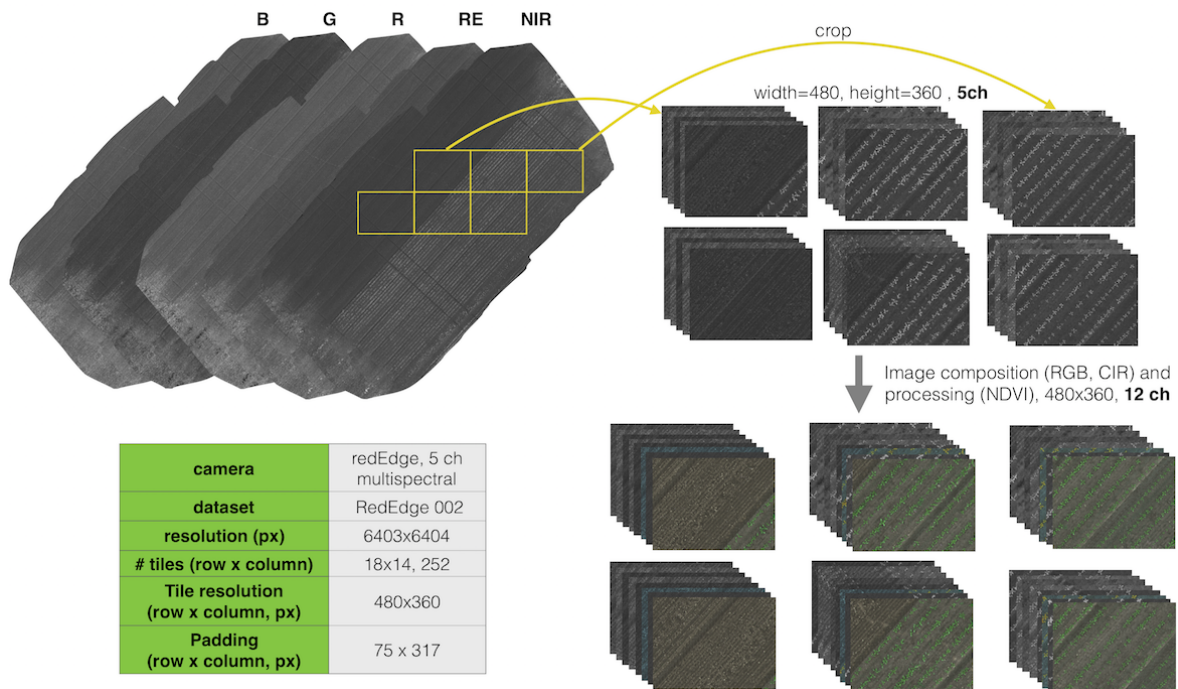 B G R RE NIR
crop
width=480, height=360 , 5ch
Image composition (RGB, CIR) and
processing (NDVI), 480x360, 12 ch
camera
redEdge, 5 ch
multispectral
dataset
RedEdge 002
resolution (px)
6403x6404
# tiles (row x column)
18x14, 252
Tile resolution
(row x column, px)
480x360
Padding
(row x column, px)
75 x 317